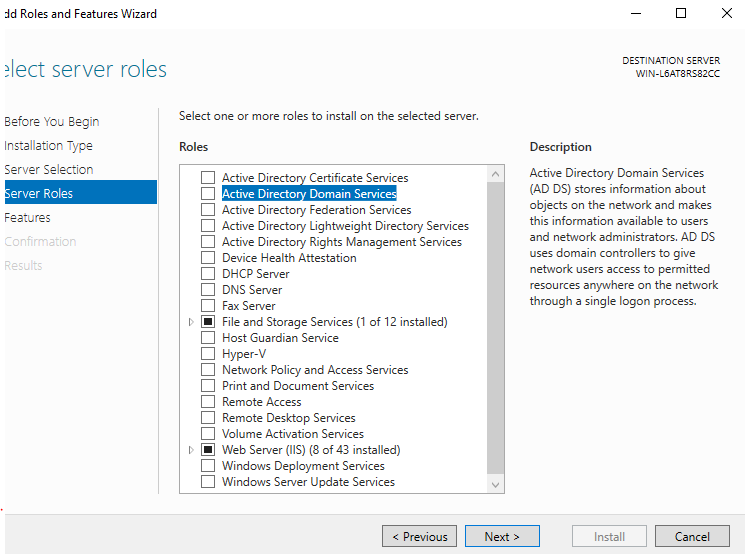 dd Roles and Features Wizard
elect server roles
DESTINATION SERVER
WIN-L6AT8RS82CC
Before You Begin
Installation Type
Server Selection
Server Roles
Features
Confirmation
Results
Select one or more roles to install on the selected server.
Roles
Active Directory Certificate Services
Active Directory Domain Services
Active Directory Federation Services
Active Directory Lightweight Directory Services
Active Directory Rights Management Services
Device Health Attestation
DHCP Server
DNS Server
Fax Server
File and Storage Services (1 of 12 installed)
Host Guardian Service
Hyper-V
Network Policy and Access Services
Print and Document Services
Remote Access
Remote Desktop Services
Volume Activation Services
Web Server (IIS) (8 of 43 installed)
Windows Deployment Services
Windows Server Update Services
Description
Active Directory Domain Services
(AD DS) stores information about
objects on the network and makes
this information available to users
and network administrators. AD DS
uses domain controllers to give
network users access to permitted
resources anywhere on the network
through a single logon process.
< Previous
Next >
Install
Cancel